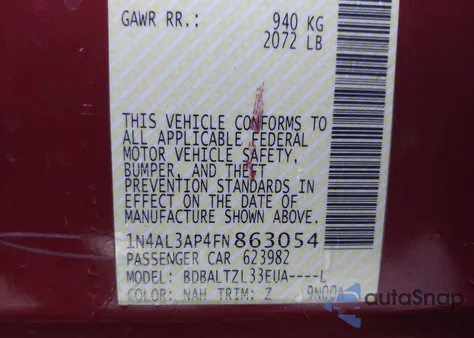 GAWR RR.: 940 KG
2072 LB
THIS VEHICLE CONFORMS TO
ALL APPLICABLE FEDERAL
MOTOR VEHICLE SAFETY,
BUMPER, AND THEFT
PREVENTION STANDARDS IN
EFFECT ON THE DATE OF
MANUFACTURE SHOWN ABOVE.
1N4AL3AP4FN863054
PASSENGER CAR 623982
MODEL: BDBALTZL33EUA----L
COLOR: NAH TRIM: Z 9N00A
autoSnap